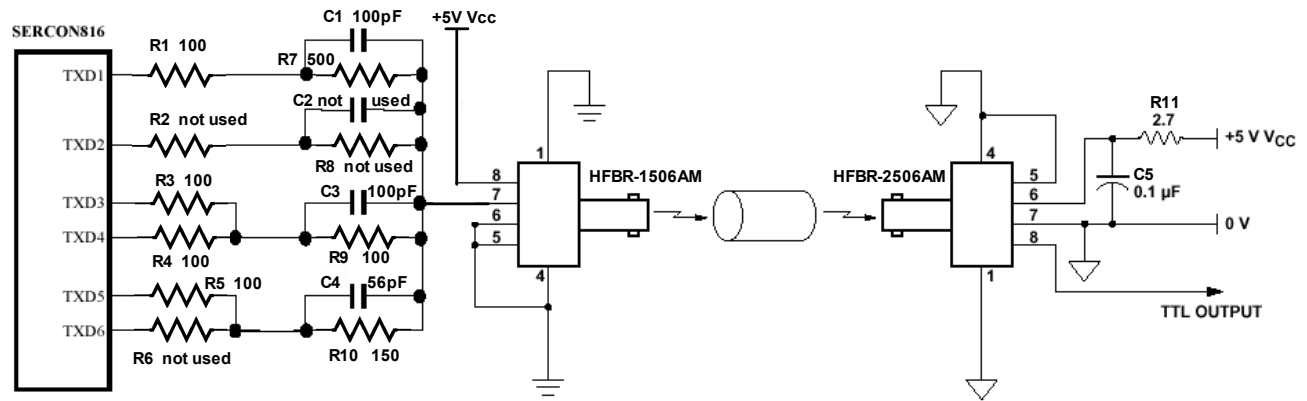 SERCON816
TXD1
TXD2
TXD3
TXD4
TXD5
TXD6
R1 100
R2 not used
R3
100
R4 100
R5 100
R6 not used
C1 100pF
R7 500
C2 not used
R8 not used
C3 100pF
R9 100
C4 56pF
R10 150
+5V Vcc
1
8
7
6
5
4
HFBR-1506AM
HFBR-2506AM
4
5
6
7
8
1
R11
2.7
+5 V VCC
C5
0.1 µF
0 V
TTL OUTPUT